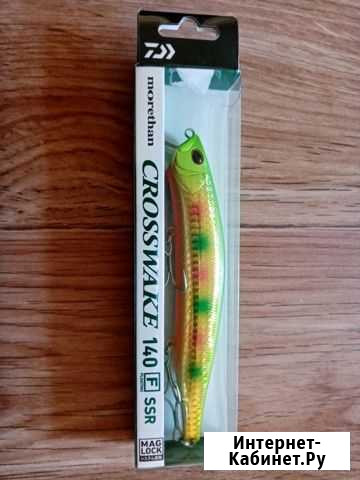 DAIWA
morethan
CROSSWAKE 140 F SSR
MAG
LOCK
Интернет-
Кабинет.Ру